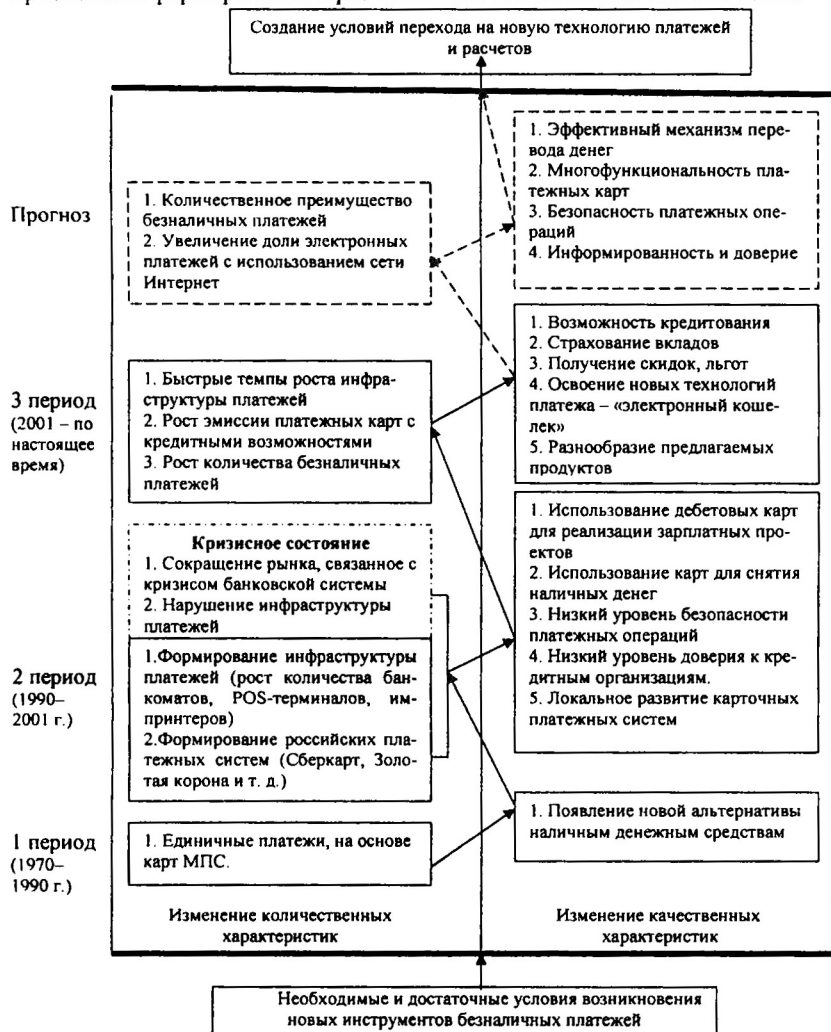 Создание условий перехода на новую технологию платежей
и расчетов
Прогноз
1. Количественное преимущество
безналичных платежей
2. Увеличение доли электронных
платежей с использованием сети
Интернет
1. Эффективный механизм пере-
вода денег
2. Многофункциональность пла-
тежных карт
3. Безопасность платежных опе-
раций
4. Информированность и доверие
3 период
(2001 – по
настоящее
время)
1. Быстрые темпы роста инфра-
структуры платежей
2. Рост эмиссии платежных карт с
кредитными возможностями
3. Рост количества безналичных
платежей
1. Возможность кредитования
2. Страхование вкладов
3. Получение скидок, льгот
4. Освоение новых технологий
платежа – «электронный коше-
лек»
5. Разнообразие предлагаемых
продуктов
2 период
(1990–
2001 г.)
Кризисное состояние
1. Сокращение рынка, связанное с
кризисом банковской системы
2. Нарушение инфраструктуры
платежей
1.Формирование инфраструктуры
платежей (рост количества бан-
коматов, POS-терминалов, им-
принтеров)
2.Формирование российских пла-
тежных систем (Сберкарт, Золо-
тая корона и т. д.)
1. Использование дебетовых карт
для реализации зарплатных про-
ектов
2. Использование карт для снятия
наличных денег
3. Низкий уровень безопасности
платежных операций
4. Низкий уровень доверия к кре-
дитным организациям.
5. Локальное развитие карточных
платежных систем
1 период
(1970–
1990 г.)
1. Единичные платежи, на основе
карт МПС.
1. Появление новой альтернативы
наличным денежным средствам
Изменение количественных
характеристик
Изменение качественных
характеристик
Необходимые и достаточные условия возникновения
новых инструментов безналичных платежей